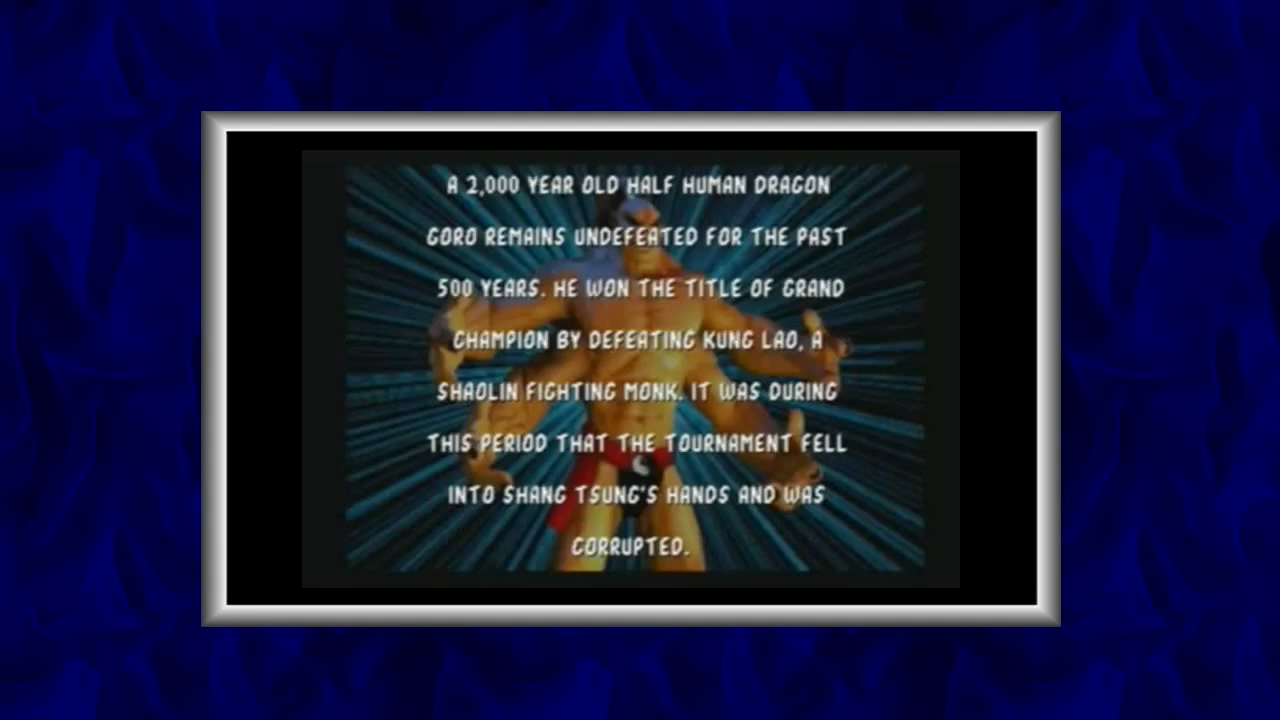 A 2,000 YEAR OLD HALF HUMAN DRAGON
GORO REMAINS UNDEFEATED FOR THE PAST
500 YEARS. HE WON THE TITLE OF GRAND
CHAMPION BY DEFEATING KUNG LAO, A
SHAOLIN FIGHTING MONK. IT WAS DURING
THIS PERIOD THAT THE TOURNAMENT FELL
INTO SHANG TSUNG'S HANDS AND WAS
CORRUPTED.